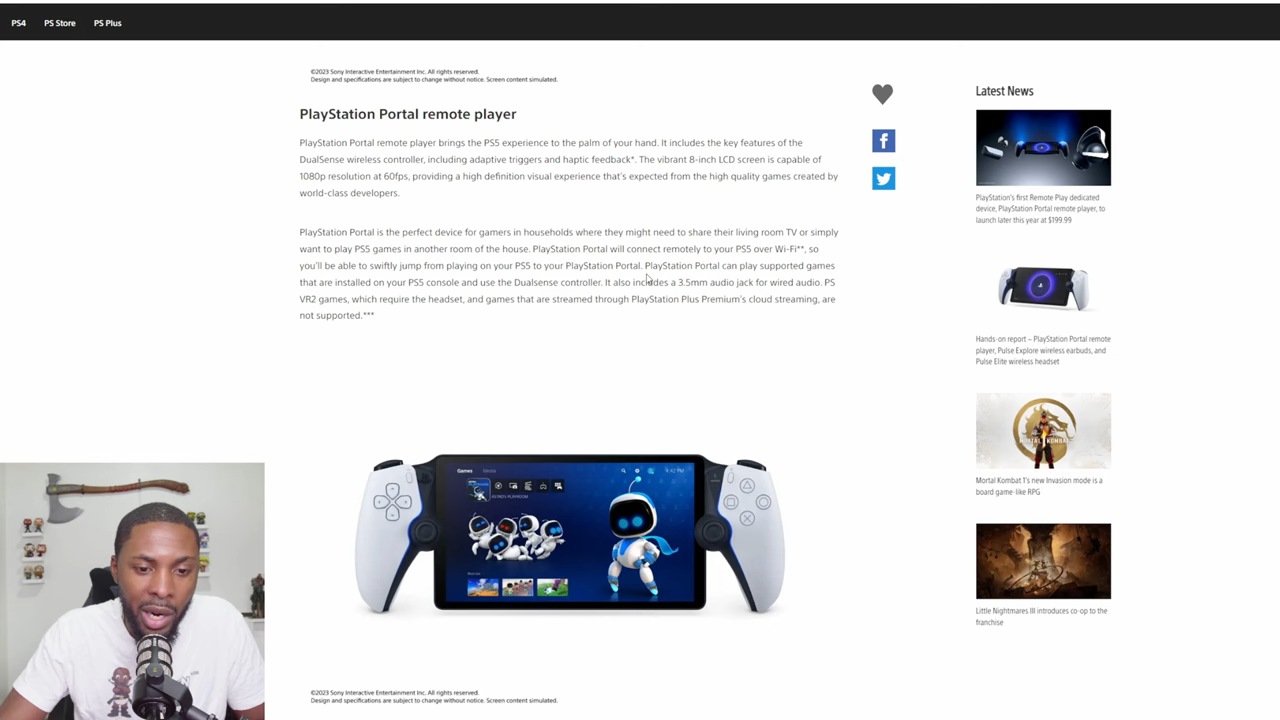 PS4 PS Store PS Plus
©2023 Sony Interactive Entertainment Inc. All rights reserved.
Design and specifications are subject to change without notice. Screen content simulated.
PlayStation Portal remote player
PlayStation Portal remote player brings the PS5 experience to the palm of your hand. It includes the key features of the
DualSense wireless controller, including adaptive triggers and haptic feedback*. The vibrant 8-inch LCD screen is capable of
1080p resolution at 60fps, providing a high definition visual experience that's expected from the high quality games created by
world-class developers.
PlayStation Portal is the perfect device for gamers in households where they might need to share their living room TV or simply
want to play PS5 games in another room of the house. PlayStation Portal will connect remotely to your PS5 over Wi-Fi**, so
you'll be able to swiftly jump from playing on your PS5 to your PlayStation Portal. PlayStation Portal can play supported games
that are installed on your PS5 console and use the Dualsense controller. It also includes a 3.5mm audio jack for wired audio. PS
VR2 games, which require the headset, and games that are streamed through PlayStation Plus Premium's cloud streaming, are
not supported.***
Games Media
4:42 PM
ASTRO's PLAYROOM
©2023 Sony Interactive Entertainment Inc. All rights reserved.
Design and specifications are subject to change without notice. Screen content simulated.
Latest News
PlayStation's first Remote Play dedicated
device, PlayStation Portal remote player, to
launch later this year at $199.99
Hands-on report – PlayStation Portal remote
player, Pulse Explore wireless earbuds, and
Pulse Elite wireless headset
MORTAL KOMBAT
Mortal Kombat 1's new Invasion mode is a
board game-like RPG
Little Nightmares III introduces co-op to the
franchise